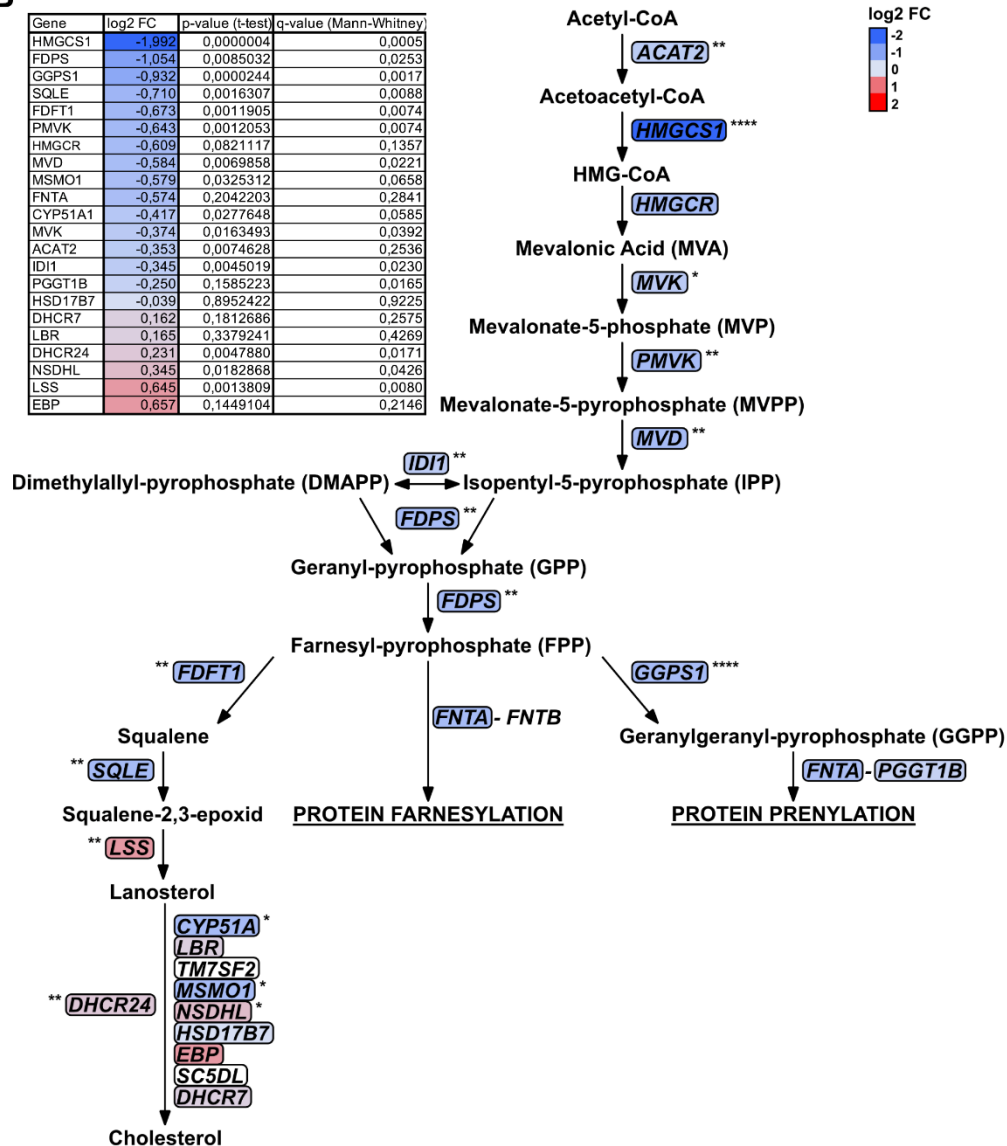 Gene log2 FC p-value (t-test) q-value (Mann-Whitney)
HMGCS1 -1,992 0,0000004 0,0005
FDPS -1,054 0,0085032 0,0253
GGPS1 -0,932 0,0000244 0,0017
SQLE -0,710 0,0016307 0,0088
FDFT1 -0,673 0,0011905 0,0074
PMVK -0,643 0,0012053 0,0074
HMGCR -0,609 0,0821117 0,1357
MVD -0,584 0,0069858 0,0221
MSMO1 -0,579 0,0325312 0,0658
FNTA -0,574 0,2042203 0,2841
CYP51A1 -0,417 0,0277648 0,0585
MVK -0,374 0,0163493 0,0392
ACAT2 -0,353 0,0074628 0,2536
IDI1 -0,345 0,0045019 0,0230
PGGT1B -0,250 0,1585223 0,0165
HSD17B7 -0,039 0,8952422 0,9225
DHCR7 0,162 0,1812686 0,2575
LBR 0,165 0,3379241 0,4269
DHCR24 0,231 0,0047880 0,0171
NSDHL 0,345 0,0182868 0,0426
LSS 0,645 0,0013809 0,0080
EBP 0,657 0,1449104 0,2146
log2 FC
-2
-1
0
1
2
Acetyl-CoA
ACAT2 **
Acetoacetyl-CoA
HMGCS1 ****
HMG-CoA
HMGCR
Mevalonic Acid (MVA)
MVK *
Mevalonate-5-phosphate (MVP)
PMVK **
Mevalonate-5-pyrophosphate (MVPP)
MVD **
IDI1 **
Dimethylallyl-pyrophosphate (DMAPP) Isopentyl-5-pyrophosphate (IPP)
FDPS **
Geranyl-pyrophosphate (GPP)
FDPS **
Farnesyl-pyrophosphate (FPP)
** FDFT1 GGPS1 ****
FNTA - FNTB
Squalene Geranylgeranyl-pyrophosphate (GGPP)
** SQLE FNTA - PGGT1B
Squalene-2,3-epoxid PROTEIN FARNESYLATION PROTEIN PRENYLATION
** LSS
Lanosterol
CYP51A *
LBR
TM7SF2
MSMO1 *
** DHCR24 NSDHL *
HSD17B7
EBP
SC5DL
DHCR7
Cholesterol